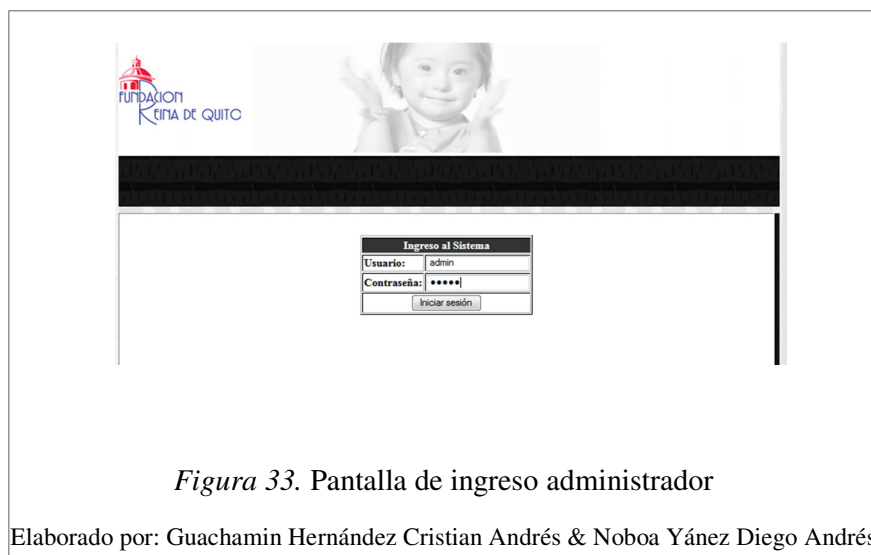 FUNDACION
REINA DE QUITO
Ingreso al Sistema
Usuario: admin
Contraseña: •••••
Iniciar sesión
Figura 33. Pantalla de ingreso administrador
Elaborado por: Guachamin Hernández Cristian Andrés & Noboa Yánez Diego Andrés